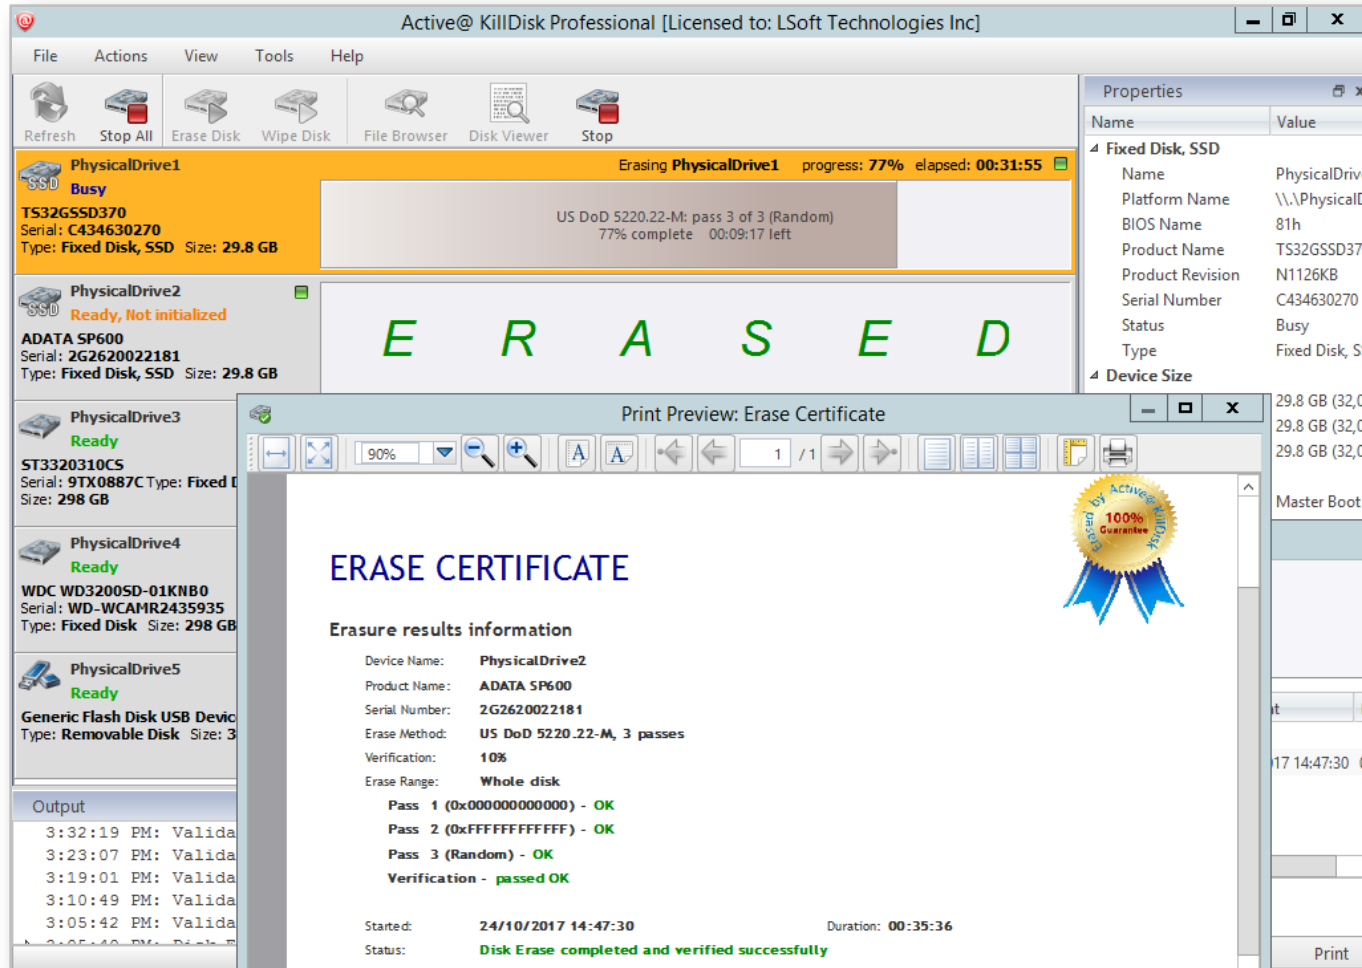 Active@ KillDisk Professional [Licensed to: LSoft Technologies Inc]
File Actions View Tools Help
Refresh Stop All Erase Disk Wipe Disk File Browser Disk Viewer Stop
PhysicalDrive1
Busy
TS32GSSD370
Serial: C434630270
Type: Fixed Disk, SSD Size: 29.8 GB
SSD
Erasing PhysicalDrive1 progress: 77% elapsed: 00:31:55
US DoD 5220.22-M: pass 3 of 3 (Random)
77% complete 00:09:17 left
PhysicalDrive2
Ready, Not initialized
ADATA SP600
Serial: 2G2620022181
Type: Fixed Disk, SSD Size: 29.8 GB
SSD
E R A S E D
PhysicalDrive3
Ready
ST3320310CS
Serial: 9TX0887C Type: Fixed
Size: 298 GB
PhysicalDrive4
Ready
WDC WD3200SD-01KNB0
Serial: WD-WCAMR2435935
Type: Fixed Disk Size: 298 GB
PhysicalDrive5
Ready
Generic Flash Disk USB Devic
Type: Removable Disk Size: 3
Output
3:32:19 PM: Valida
3:23:07 PM: Valida
3:19:01 PM: Valida
3:10:49 PM: Valida
3:05:42 PM: Valida
Properties
Name Value
Fixed Disk, SSD
Name PhysicalDriv
Platform Name \\.\Physical
BIOS Name 81h
Product Name TS32GSSD37
Product Revision N1126KB
Serial Number C434630270
Status Busy
Type Fixed Disk, S
Device Size
29.8 GB (32,0
29.8 GB (32,0
29.8 GB (32,0
Master Boot
17 14:47:30
Print
Print Preview: Erase Certificate
90% 1 / 1
Erased by Active@ KillDisk
100%
Guarantee
ERASE CERTIFICATE
Erasure results information
Device Name: PhysicalDrive2
Product Name: ADATA SP600
Serial Number: 2G2620022181
Erase Method: US DoD 5220.22-M, 3 passes
Verification: 10%
Erase Range: Whole disk
Pass 1 (0x000000000000) - OK
Pass 2 (0xFFFFFFFFFFFF) - OK
Pass 3 (Random) - OK
Verification - passed OK
Started: 24/10/2017 14:47:30 Duration: 00:35:36
Status: Disk Erase completed and verified successfully